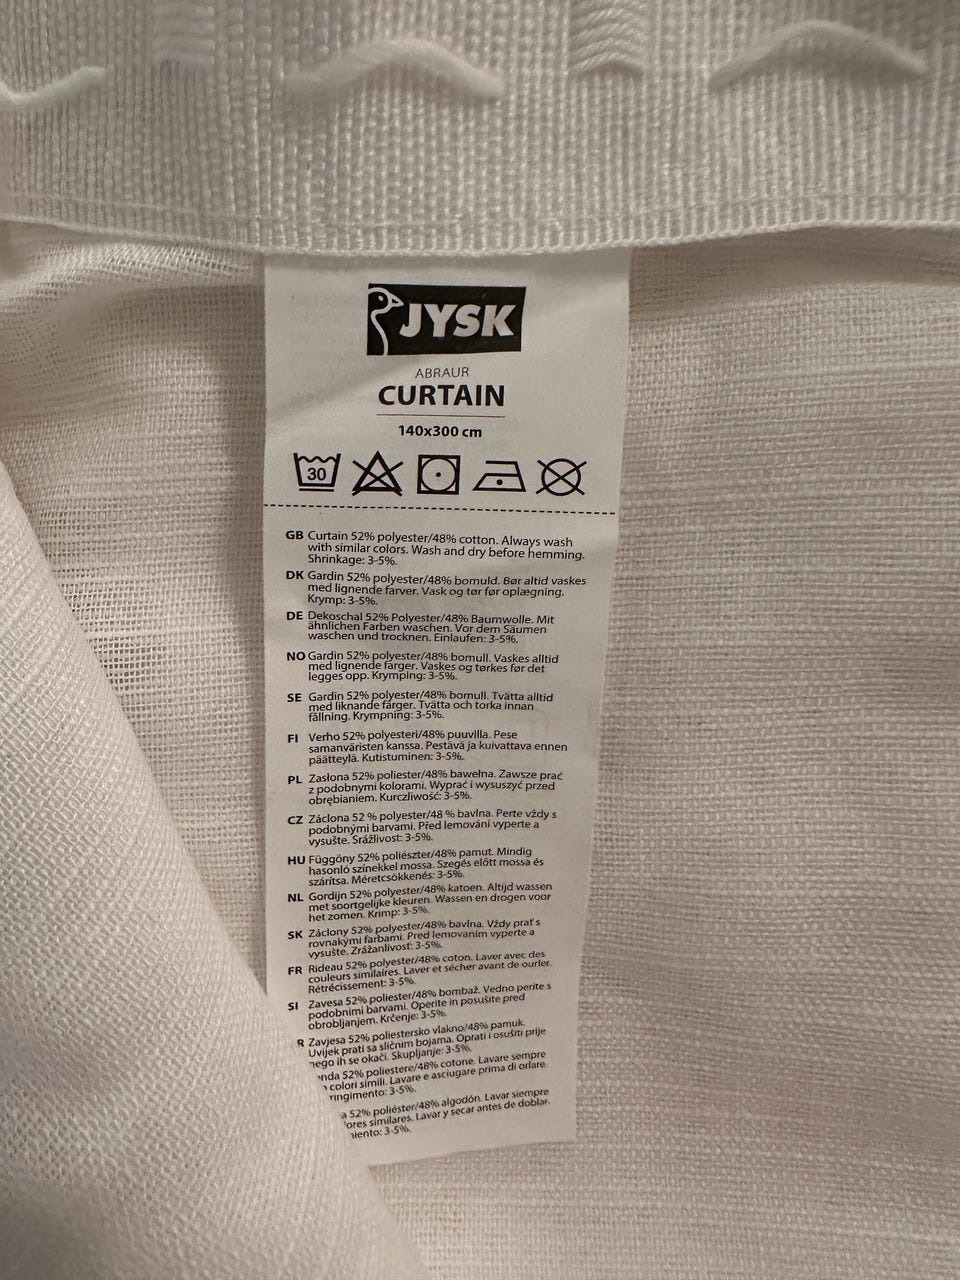 JYSK
ABRAUR
CURTAIN
140x300 cm
30
GB Curtain 52% polyester/48% cotton. Always wash
with similar colors. Wash and dry before hemming.
Shrinkage: 3-5%.
DK Gardin 52% polyester/48% bomuld. Bør altid vaskes
med lignende farver. Vask og tør før oplægning.
Krymp: 3-5%.
DE Dekoschal 52% Polyester/48% Baumwolle. Mit
ähnlichen Farben waschen. Vor dem Säumen
waschen und trocknen. Einlaufen: 3-5%.
NO Gardin 52% polyester/48% bomull. Vaskes alltid
med lignende farger. Vaskes og tørkes før det
legges opp. Krymping: 3-5%.
SE Gardin 52% polyester/48% bomull. Tvätta alltid
med liknande färger. Tvätta och torka innan
fållning. Krympning: 3-5%.
FI Verho 52% polyesteri/48% puuvilla. Pese
samanväristen kanssa. Pestävä ja kuivattava ennen
päätteylä. Kutistuminen: 3-5%.
PL Zasłona 52% poliester/48% bawełna. Zawsze prać
z podobnymi kolorami. Wyprać i wysuszyć przed
obrębianiem. Kurczliwość: 3-5%.
CZ Záclona 52 % polyester/48 % bavlna. Perte vždy s
podobnými barvami. Před lemování vyperte a
vysušte. Srážlivost: 3-5%.
HU Függöny 52% poliészter/48% pamut. Mindig
hasonló színekkel mossa. Szegés előtt mossa és
szárítsa. Méretcsökkenés: 3-5%.
NL Gordijn 52% polyester/48% katoen. Altijd wassen
met soortgelijke kleuren. Wassen en drogen voor
het zomen. Krimp: 3-5%.
SK Záclony 52% polyester/48% bavlna. Vždy prať s
rovnakými farbami. Pred lemovaním vyperte a
vysušte. Zrážanlivosť: 3-5%.
FR Rideau 52% polyester/48% coton. Laver avec des
couleurs similaires. Laver et sécher avant de ourler.
Rétrécissement: 3-5%.
SI Zavesa 52% poliester/48% bombaž. Vedno perite s
podobnimi barvami. Operite in posušite pred
obrobljanjem. Krčenje: 3-5%.
R Zavjesa 52% poliestersko vlakno/48% pamuk.
Uvijek prati sa sličnim bojama. Oprati i osušiti prije
nego ih se okači. Skupljanje: 3-5%.
nda 52% poliestere/48% cotone. Lavare sempre
colori simili. Lavare e asciugare prima di orlare.
ringimento: 3-5%.
a 52% poliéster/48% algodón. Lavar siempre
ores similares. Lavar y secar antes de doblar.
iento: 3-5%.